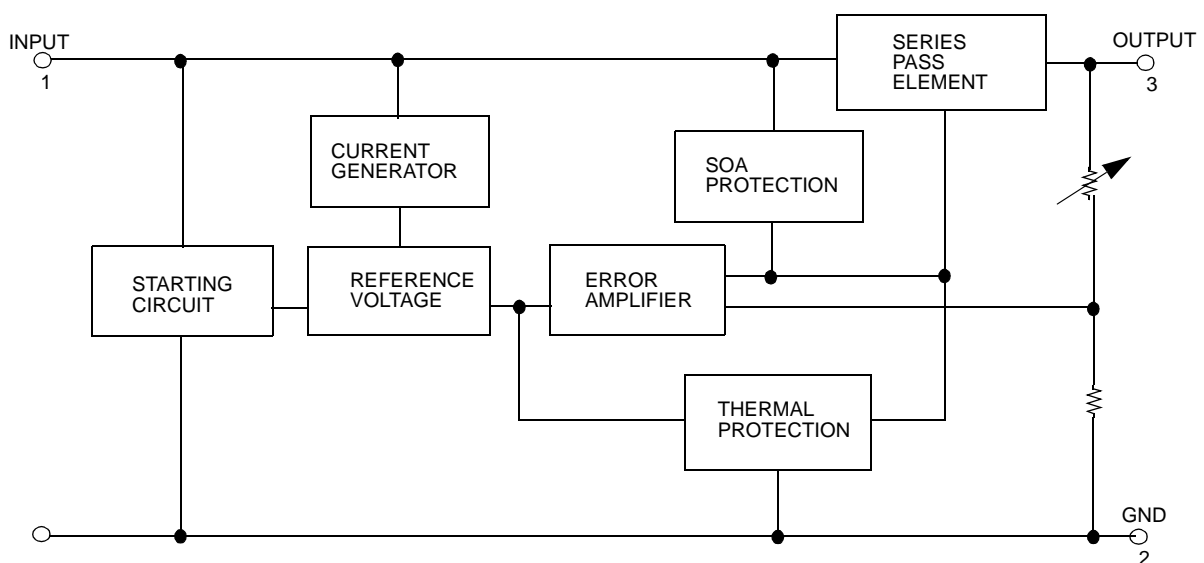 SERIES
PASS
ELEMENT
INPUT
1
OUTPUT
3
CURRENT
GENERATOR
SOA
PROTECTION
STARTING
CIRCUIT
REFERENCE
VOLTAGE
ERROR
AMPLIFIER
THERMAL
PROTECTION
GND
2